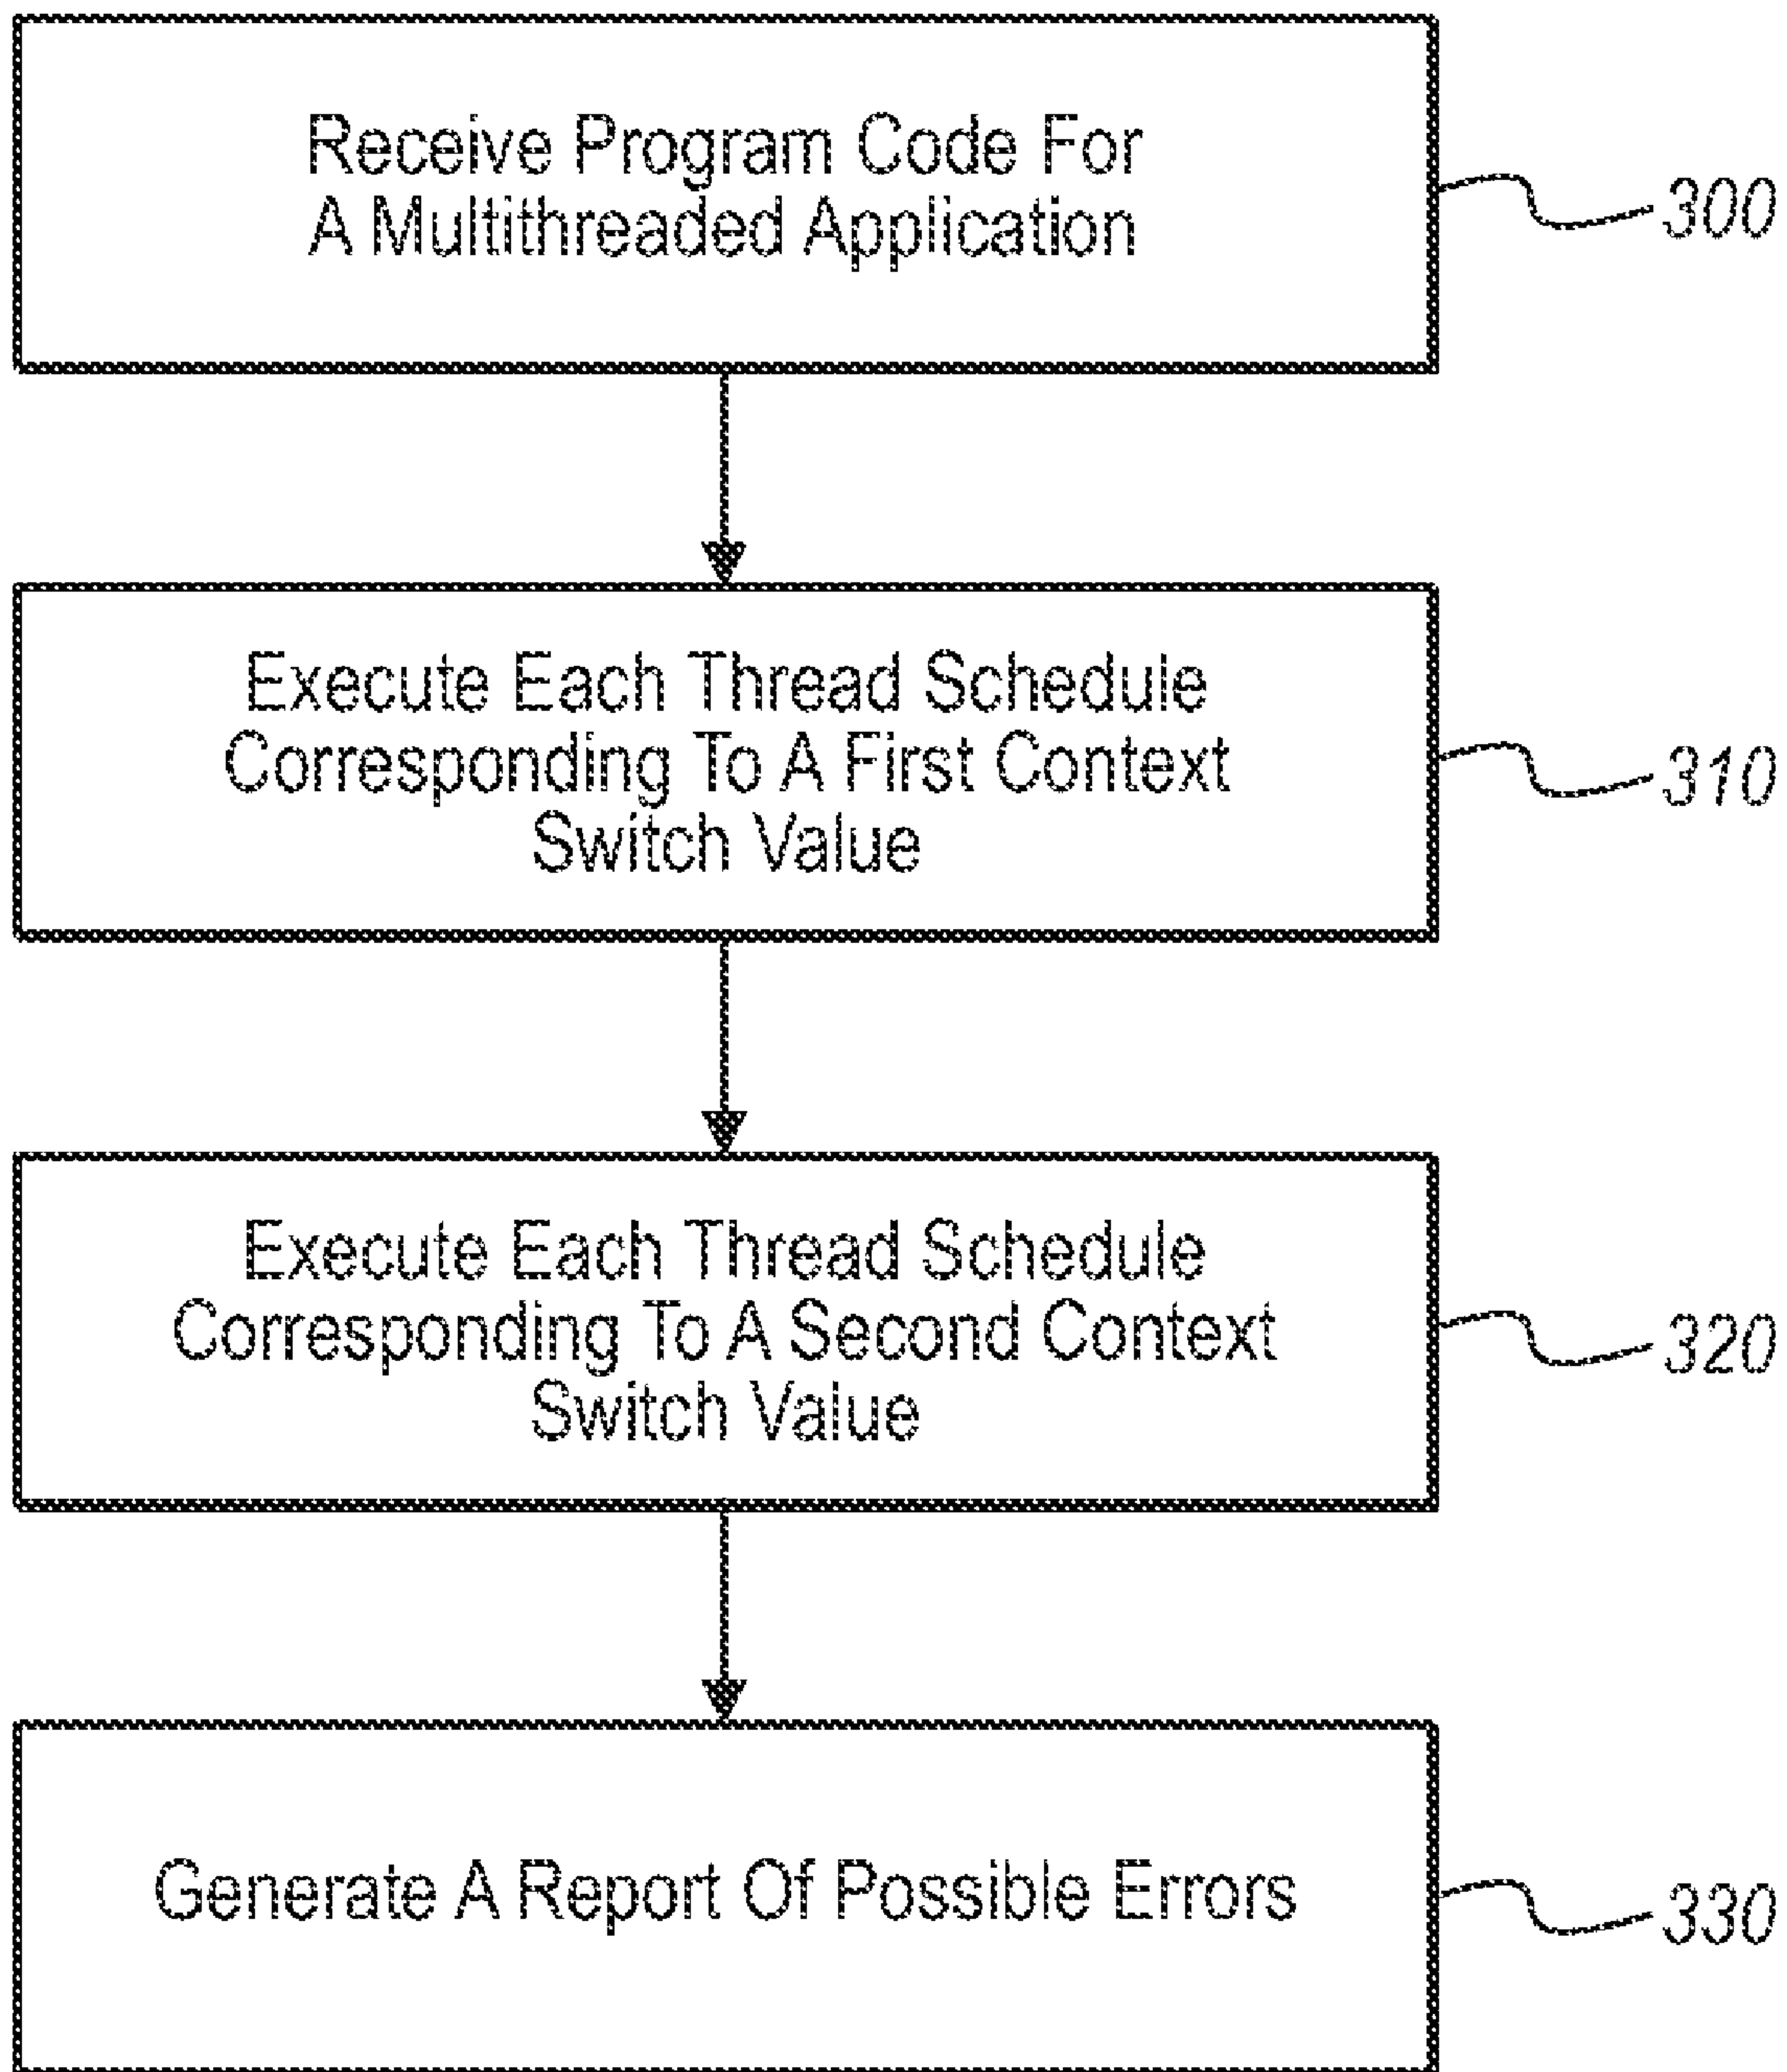 Receive Program Code For
A Multithreaded Application
300
Execute Each Thread Schedule
Corresponding To A First Context
Switch Value
310
Execute Each Thread Schedule
Corresponding To A Second Context
Switch Value
320
Generate A Report Of Possible Errors
330